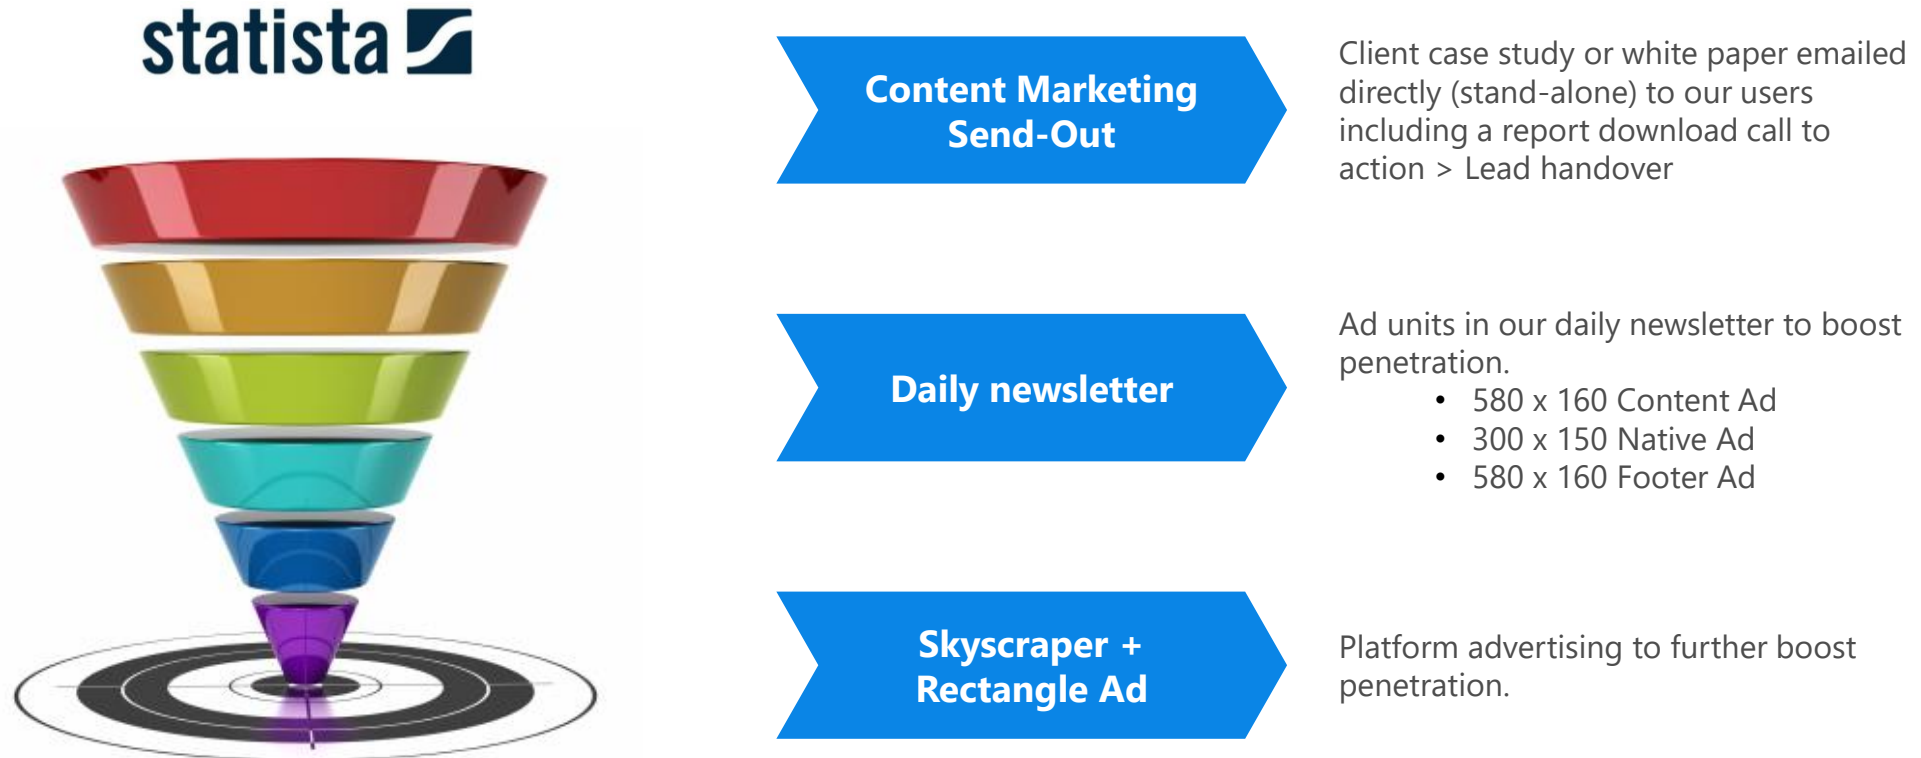 statista
Content Marketing
Send-Out
Client case study or white paper emailed
directly (stand-alone) to our users
including a report download call to
action > Lead handover
Daily newsletter
Ad units in our daily newsletter to boost
penetration.
• 580 x 160 Content Ad
• 300 x 150 Native Ad
• 580 x 160 Footer Ad
Skyscraper +
Rectangle Ad
Platform advertising to further boost
penetration.